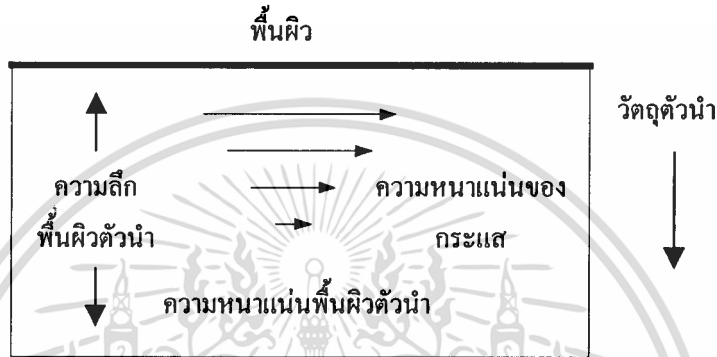 พื้นผิว
วัตถุตัวนำ
ความลึก
พื้นผิวตัวนำ
ความหนาแน่นของ
กระแส
ความหนาแน่นพื้นผิวตัวนำ